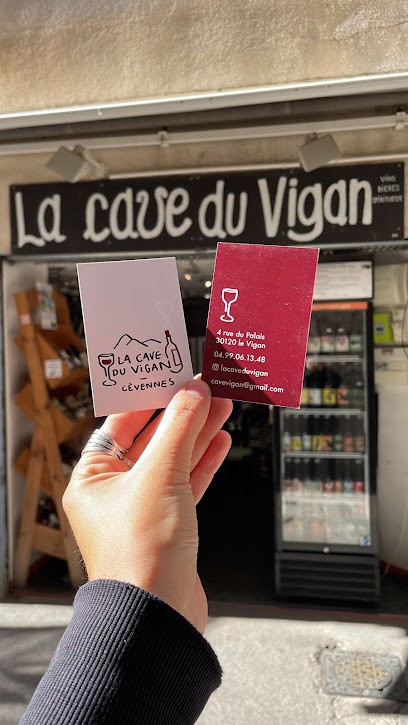 La cave du Vigan
VINS
BIÈRES
SPIRITUEUX
LA CAVE
DU VIGAN
CÉVENNES
4 rue du Palais
30120 le Vigan
04.99.06.13.48
lacaveduvigan
cavevigan@gmail.com